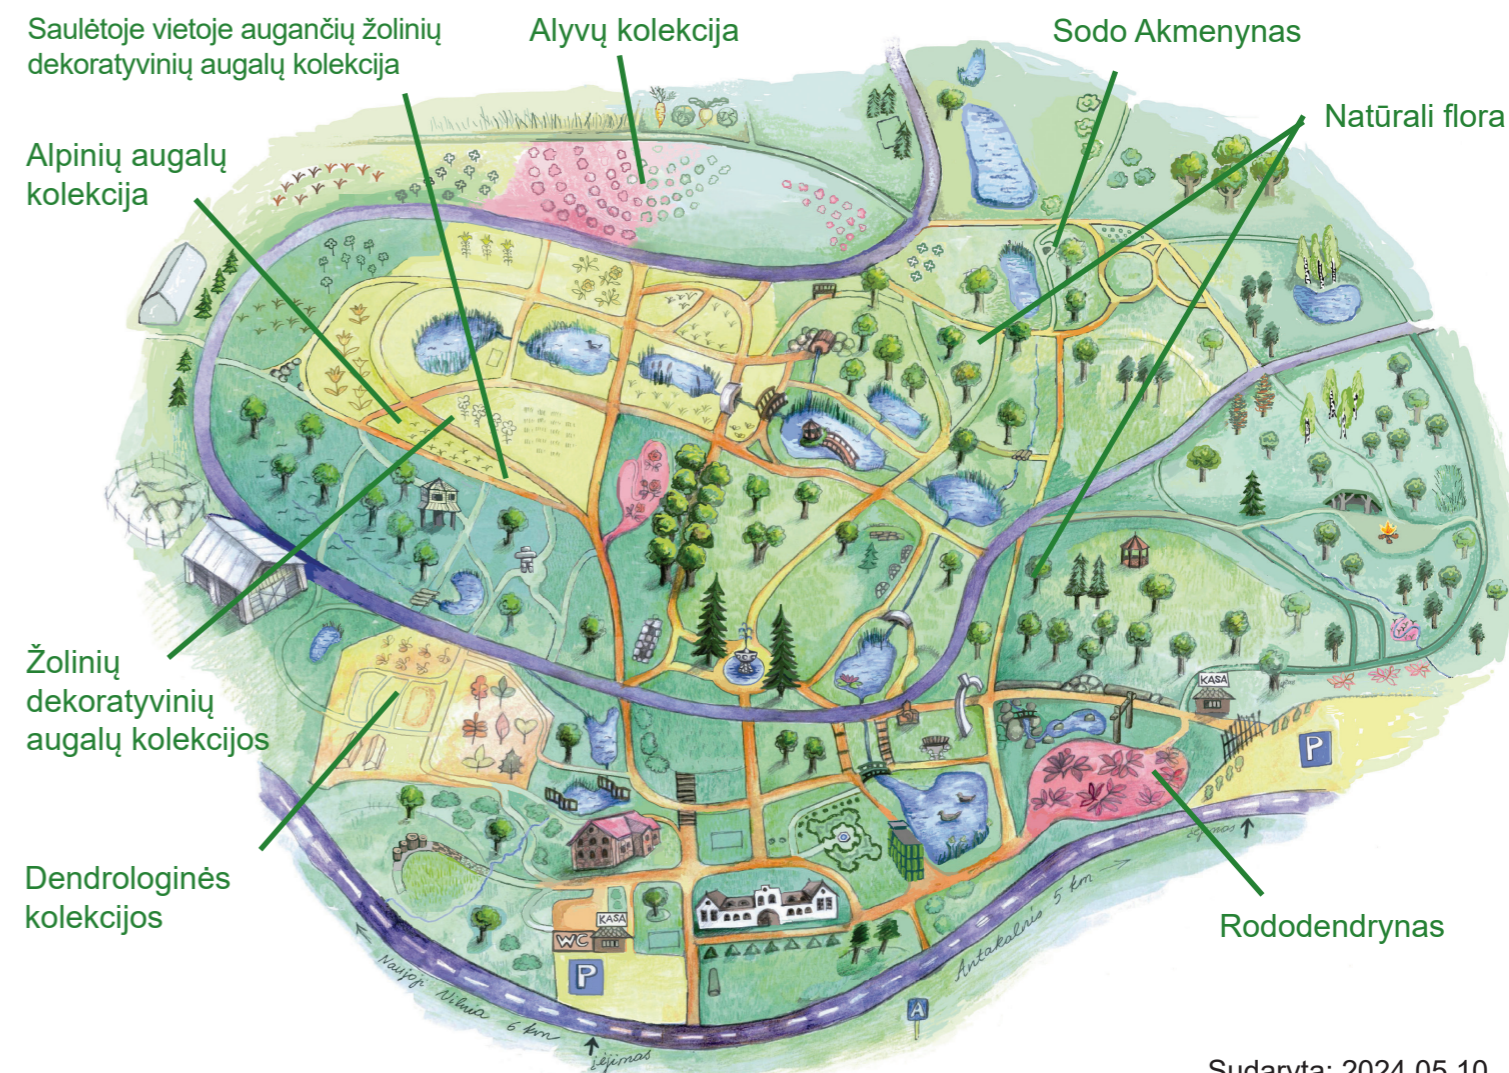 Saulėtoje vietoje augančių žolinių
dekoratyvinių augalų kolekcija
Alyvų kolekcija
Sodo Akmenynas
Natūrali flora
Alpinių augalų
kolekcija
Žolinių
dekoratyvinių
augalų kolekcijos
Dendrologinės
kolekcijos
Rododendrynas
KASA
P
įėjimas
Antakalnis 5 km
KASA
WC
P
Naujoji Vilnia 6 km
įėjimas
A
Sudaryta: 2024 05 10